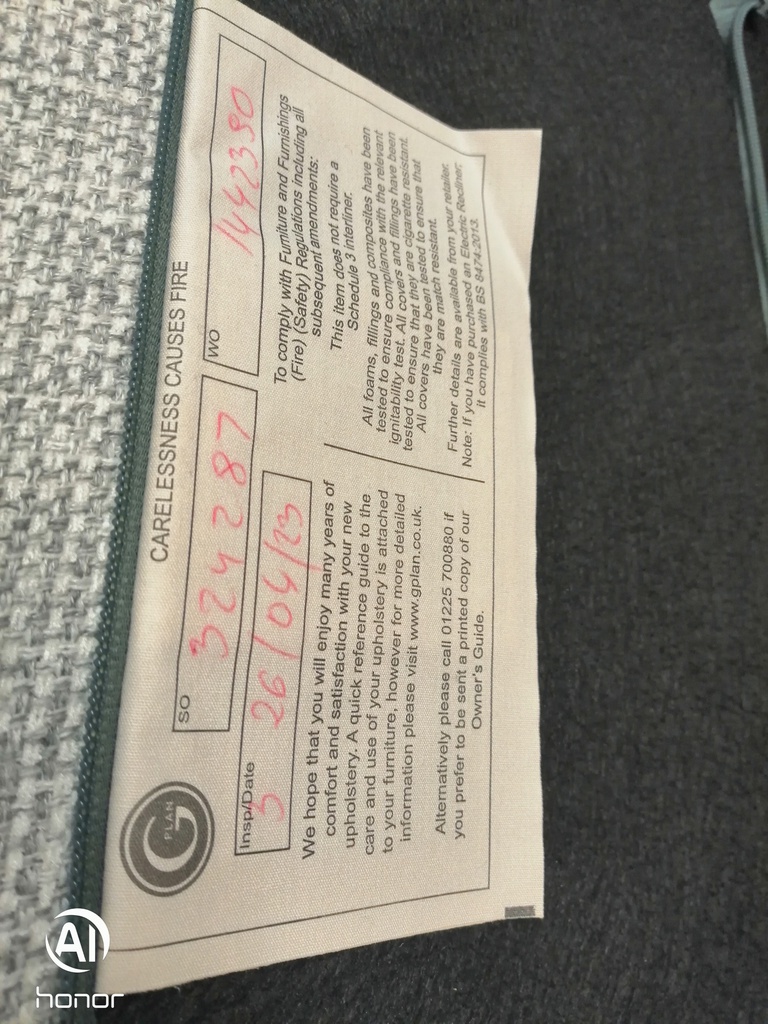 CARELESSNESS CAUSES FIRE
G PLAN
SO 324287
WO 1442390
Insp/Date
5 26/04/23
We hope that you will enjoy many years of
comfort and satisfaction with your new
upholstery. A quick reference guide to the
care and use of your upholstery is attached
to your furniture, however for more detailed
information please visit www.gplan.co.uk.
Alternatively please call 01225 700880 if
you prefer to be sent a printed copy of our
Owner's Guide.
To comply with Furniture and Furnishings
(Fire) (Safety) Regulations including all
subsequent amendments:
This item does not require a
Schedule 3 interliner.
All foams, fillings and composites have been
tested to ensure compliance with the relevant
ignitability test. All covers and fillings have been
tested to ensure that they are cigarette resistant.
All covers have been tested to ensure that
they are match resistant.
Further details are available from your retailer.
Note: If you have purchased an Electric Recliner;
it complies with BS 8474:2013.
AI
honor